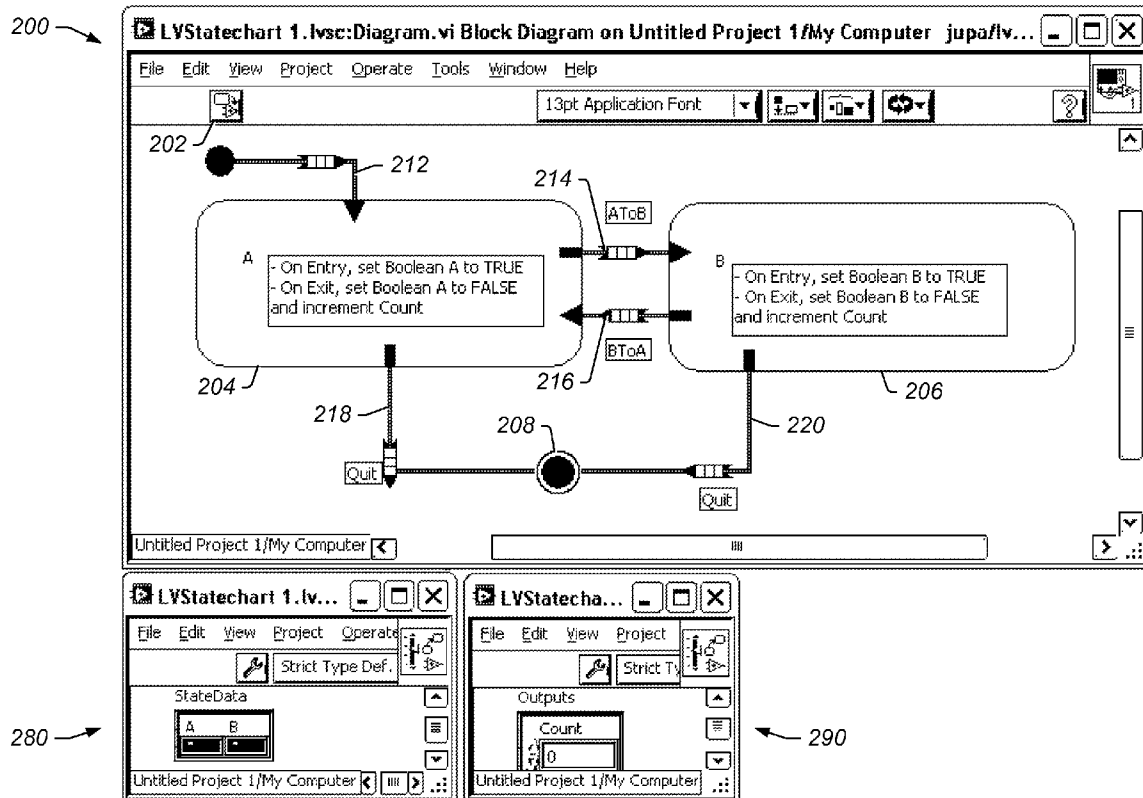 200
LVStatechart 1.lvsc:Diagram.vi Block Diagram on Untitled Project 1/My Computer jupa/lv...
File Edit View Project Operate Tools Window Help
13pt Application Font
?
1
202
212
214
AToB
A
- On Entry, set Boolean A to TRUE
- On Exit, set Boolean A to FALSE
and increment Count
B
- On Entry, set Boolean B to TRUE
- On Exit, set Boolean B to FALSE
and increment Count
BToA
204
216
206
218
208
220
Quit
Quit
Untitled Project 1/My Computer
LVStatechart 1.lv...
File Edit View Project Operate
Strict Type Def.
StateData
A B
Untitled Project 1/My Computer
280
LVStatecha...
File Edit View Project
Strict Ty
Outputs
Count
0
Untitled Project 1/My Computer
290